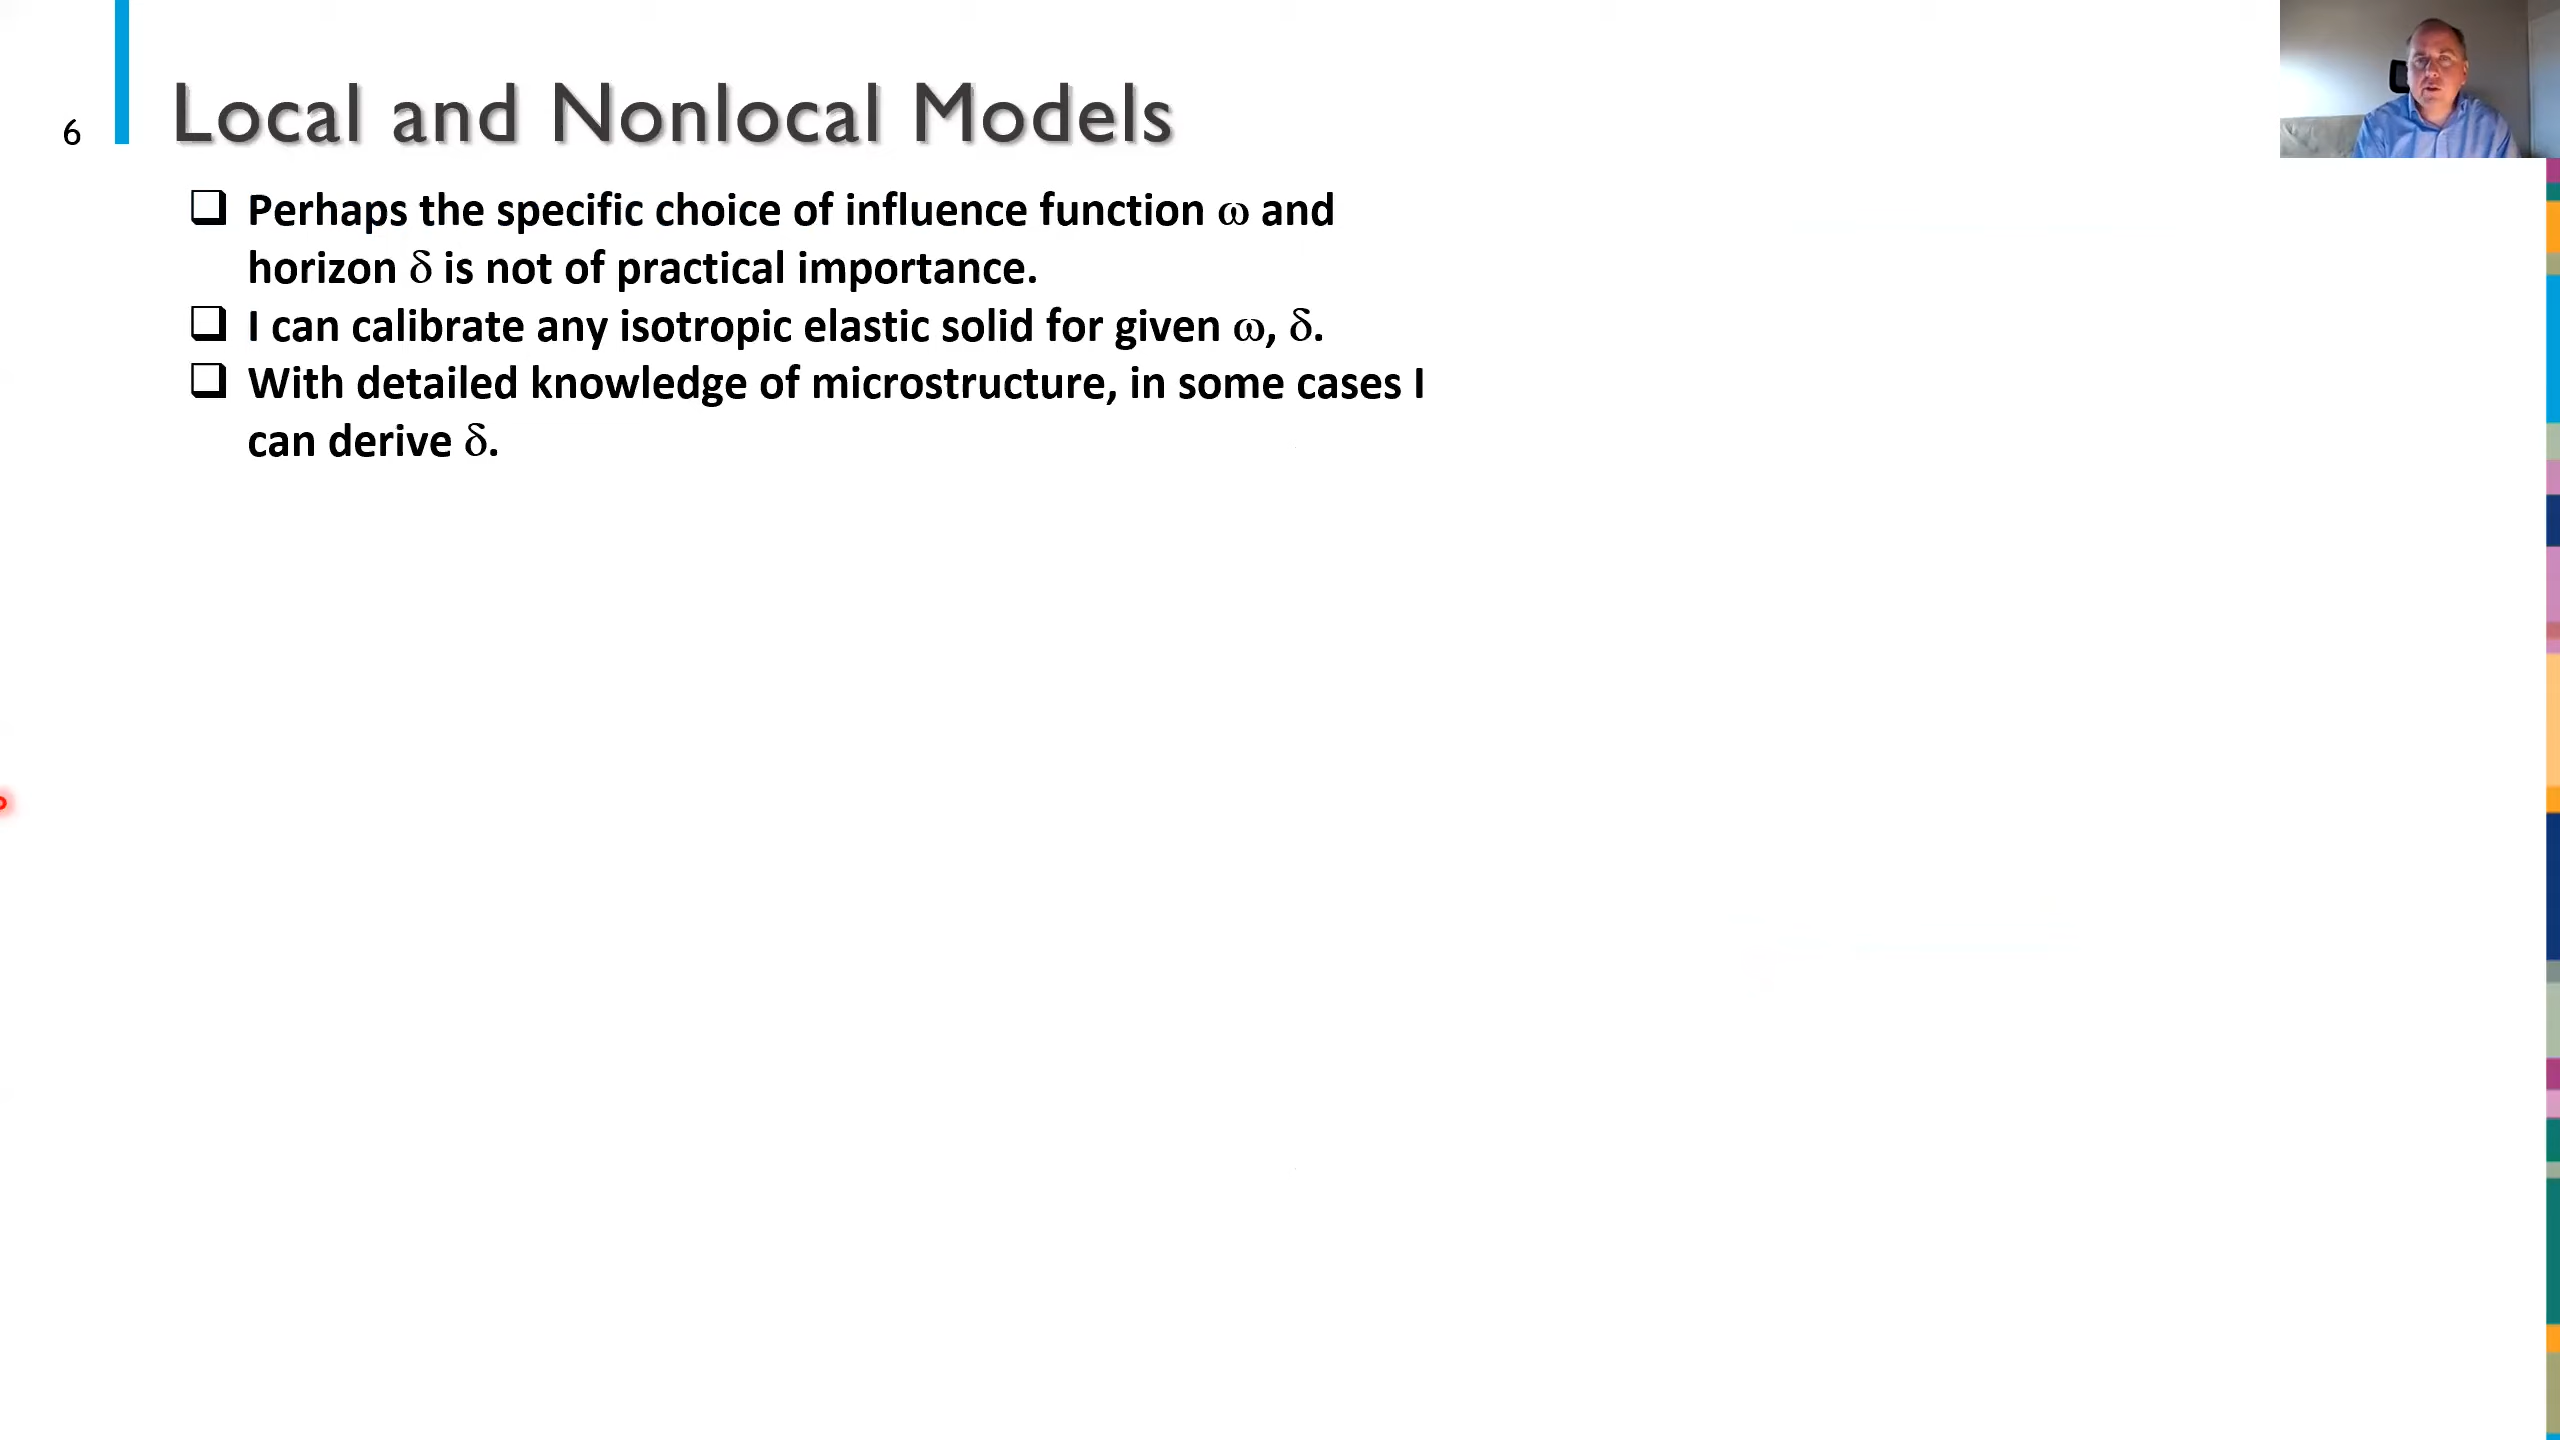 6
Local and Nonlocal Models
❑ Perhaps the specific choice of influence function ω and
horizon δ is not of practical importance.
❑ I can calibrate any isotropic elastic solid for given ω, δ.
❑ With detailed knowledge of microstructure, in some cases I
can derive δ.